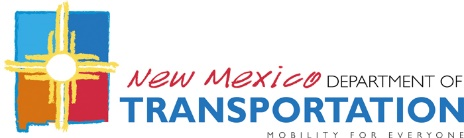 New Mexico DEPARTMENT OF
TRANSPORTATION
MOBILITY FOR EVERYONE